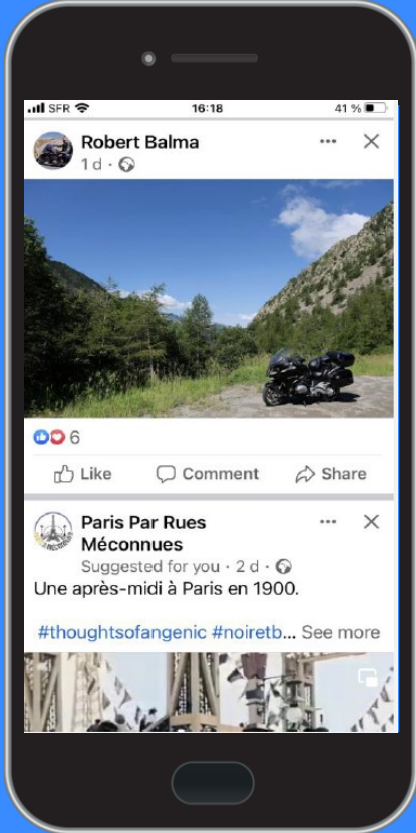 SFR 16:18 41 %
Robert Balma
1 d ·
6
Like Comment Share
Paris Par Rues
Méconnues
Suggested for you · 2 d ·
Une après-midi à Paris en 1900.
#thoughtsofangenic #noiretb... See more